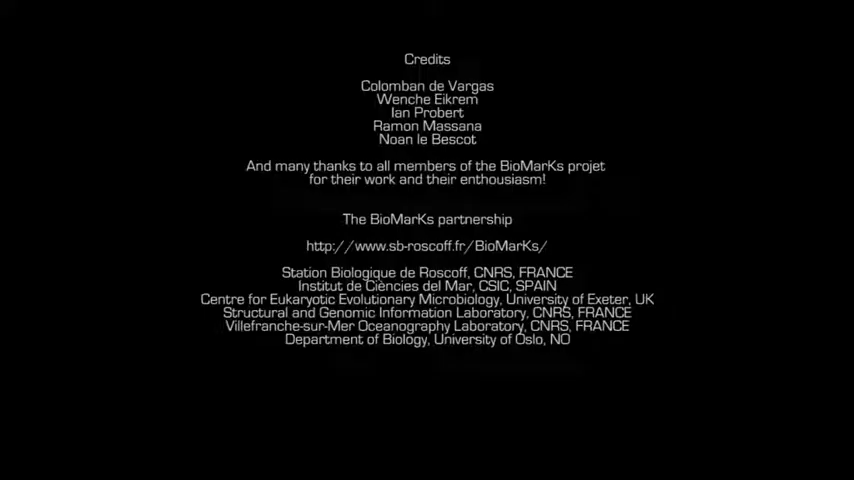 Credits
Colomban de Vargas
Wenche Eikrem
Ian Probert
Ramon Massana
Noan le Bescot
And many thanks to all members of the BioMarKs projet
for their work and their enthousiasm!
The BioMarKs partnership
http://www.sb-roscoff.fr/BioMarKs/
Station Biologique de Roscoff, CNRS, FRANCE
Institut de Ciències del Mar, CSIC, SPAIN
Centre for Eukaryotic Evolutionary Microbiology, University of Exeter, UK
Structural and Genomic Information Laboratory, CNRS, FRANCE
Villefranche-sur-Mer Oceanography Laboratory, CNRS, FRANCE
Department of Biology, University of Oslo, NO